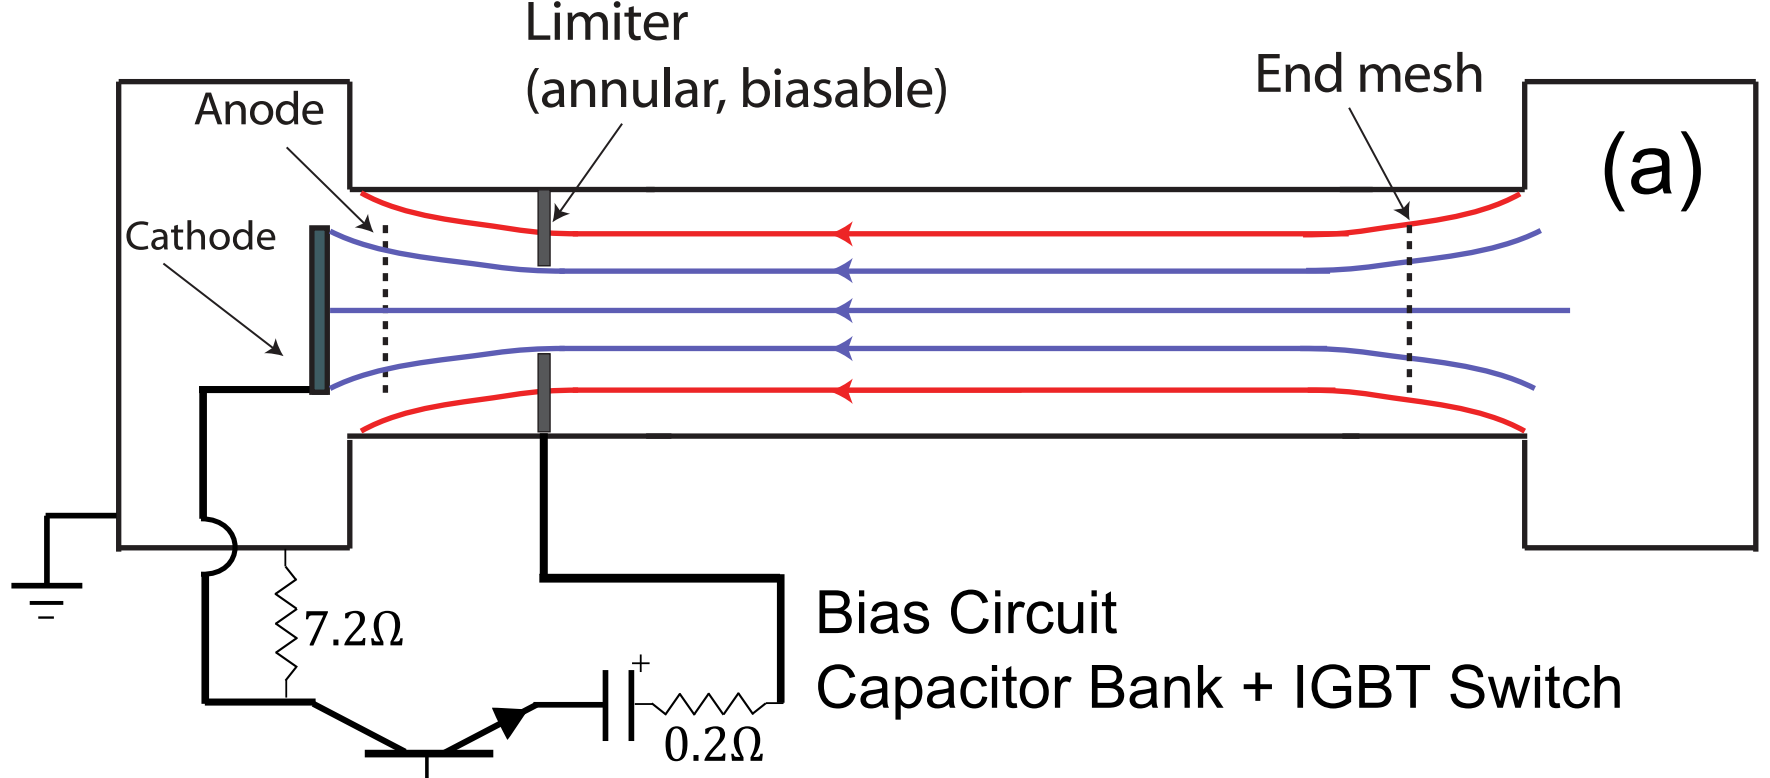 Limiter
(annular, biasable)
End mesh
(a)
Anode
Cathode
7.2Ω
+
0.2Ω
Bias Circuit
Capacitor Bank + IGBT Switch